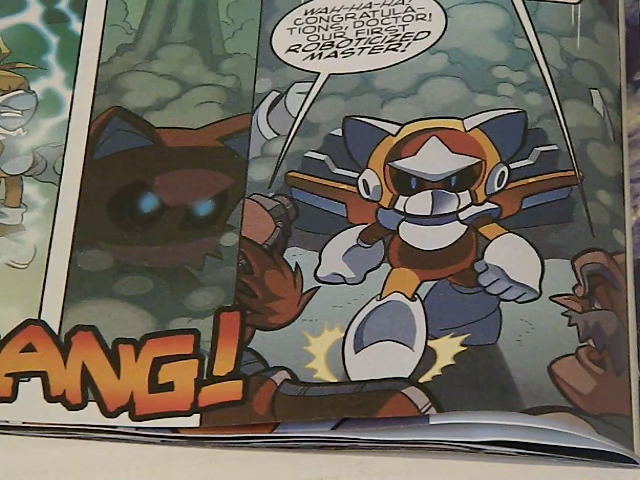 WAH-HA-HA!
CONGRATULA-
TIONS, DOCTOR!
OUR FIRST
ROBOTICIZED
MASTER!
ANG!